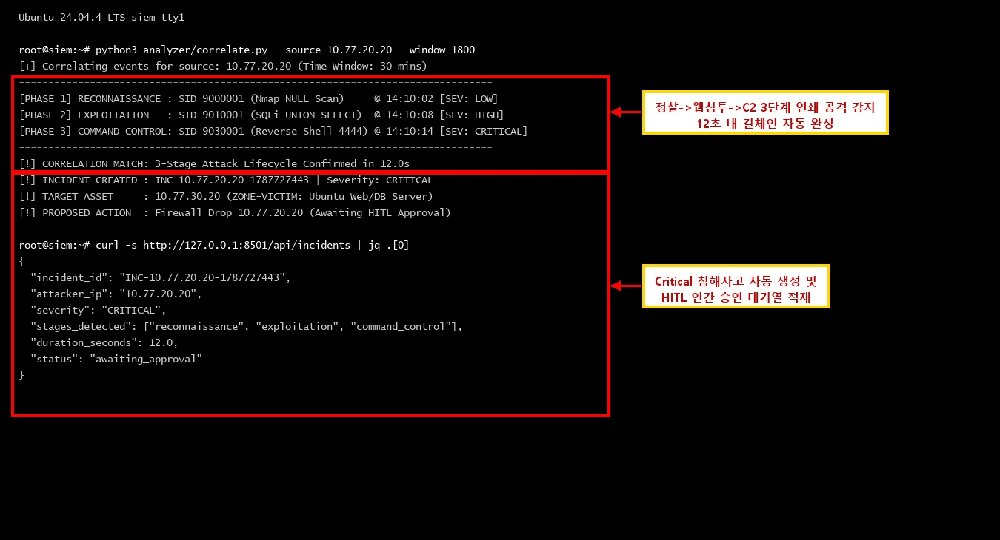 Ubuntu 24.04.4 LTS siem tty1
root@siem:~# python3 analyzer/correlate.py --source 10.77.20.20 --window 1800
[+] Correlating events for source: 10.77.20.20 (Time Window: 30 mins)
--------------------------------------------------------------------------------
[PHASE 1] RECONNAISSANCE : SID 9000001 (Nmap NULL Scan)     @ 14:10:02 [SEV: LOW]
[PHASE 2] EXPLOITATION   : SID 9010001 (SQLi UNION SELECT)  @ 14:10:08 [SEV: HIGH]
[PHASE 3] COMMAND_CONTROL: SID 9030001 (Reverse Shell 4444) @ 14:10:14 [SEV: CRITICAL]
--------------------------------------------------------------------------------
[!] CORRELATION MATCH: 3-Stage Attack Lifecycle Confirmed in 12.0s
[!] INCIDENT CREATED : INC-10.77.20.20-1787727443 | Severity: CRITICAL
[!] TARGET ASSET     : 10.77.30.20 (ZONE-VICTIM: Ubuntu Web/DB Server)
[!] PROPOSED ACTION  : Firewall Drop 10.77.20.20 (Awaiting HITL Approval)
root@siem:~# curl -s http://127.0.0.1:8501/api/incidents | jq .[0]
{
  "incident_id": "INC-10.77.20.20-1787727443",
  "attacker_ip": "10.77.20.20",
  "severity": "CRITICAL",
  "stages_detected": ["reconnaissance", "exploitation", "command_control"],
  "duration_seconds": 12.0,
  "status": "awaiting_approval"
}
정찰->웹침투->C2 3단계 연쇄 공격 감지
12초 내 킬체인 자동 완성
Critical 침해사고 자동 생성 및
HITL 인간 승인 대기열 적재